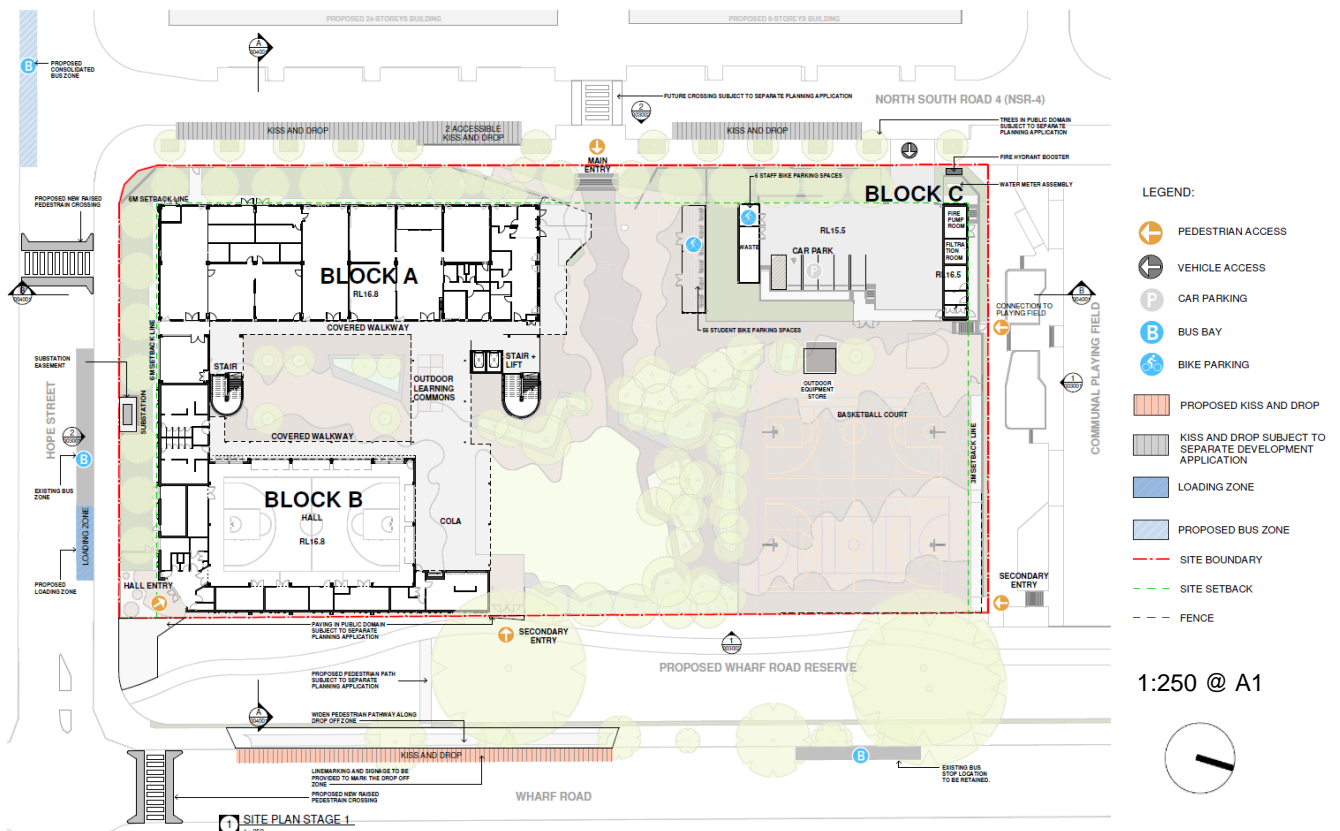 PROPOSED 24-STOREYS BUILDING
PROPOSED 8-STOREYS BUILDING
A
B
PROPOSED
CONSOLIDATED
BUS ZONE
FUTURE CROSSING SUBJECT TO SEPARATE PLANNING APPLICATION
NORTH SOUTH ROAD 4 (NSR-4)
2
TREES IN PUBLIC DOMAIN
SUBJECT TO SEPARATE
PLANNING APPLICATION
KISS AND DROP
2 ACCESSIBLE
KISS AND DROP
KISS AND DROP
MAIN
ENTRY
FIRE HYDRANT BOOSTER
WATER METER ASSEMBLY
6 STAFF BIKE PARKING SPACES
BLOCK C
PROPOSED NEW RAISED
PEDESTRIAN CROSSING
6M SETBACK LINE
FIRE
PUMP
ROOM
RL15.5
WASTE
CAR PARK
P
FILTRA
TION
ROOM
RL16.5
BLOCK A
RL16.8
B
CONNECTION TO
PLAYING FIELD
B
56 STUDENT BIKE PARKING SPACES
COVERED WALKWAY
6M SETBACK LINE
SUBSTATION
EASEMENT
STAIR
STAIR +
LIFT
OUTDOOR
LEARNING
COMMONS
OUTDOOR
EQUIPMENT
STORE
1
COMMUNAL PLAYING FIELD
SUBSTATION
BASKETBALL COURT
HOPE STREET
2
COVERED WALKWAY
3M SETBACK LINE
B
EXISTING BUS
ZONE
BLOCK B
HALL
RL16.8
COLA
LOADING ZONE
PROPOSED
LOADING ZONE
HALL ENTRY
SECONDARY
ENTRY
PAVING IN PUBLIC DOMAIN
SUBJECT TO SEPARATE
PLANNING APPLICATION
SECONDARY
ENTRY
1
PROPOSED WHARF ROAD RESERVE
PROPOSED PEDESTRIAN PATH
SUBJECT TO SEPARATE
PLANNING APPLICATION
A
WIDEN PEDESTRIAN PATHWAY ALONG
DROP OFF ZONE
KISS AND DROP
B
LINEMARKING AND SIGNAGE TO BE
PROVIDED TO MARK THE DROP OFF
ZONE
EXISTING BUS
STOP LOCATION
TO BE RETAINED.
PROPOSED NEW RAISED
PEDESTRIAN CROSSING
WHARF ROAD
1 SITE PLAN STAGE 1
LEGEND:
PEDESTRIAN ACCESS
VEHICLE ACCESS
P CAR PARKING
B BUS BAY
BIKE PARKING
PROPOSED KISS AND DROP
KISS AND DROP SUBJECT TO
SEPARATE DEVELOPMENT
APPLICATION
LOADING ZONE
PROPOSED BUS ZONE
SITE BOUNDARY
SITE SETBACK
FENCE
1:250 @ A1